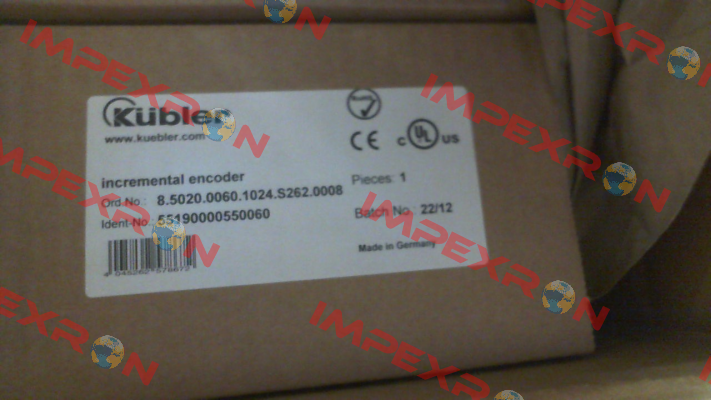 Kübler
www.kuebler.com
CE c UL US
incremental encoder
Pieces: 1
Ord No.: 8.5020.0060.1024.S262.0008
Batch No.: 22/12
Ident-No.: 55190000550060
Made in Germany
IMPEXRON
IMPEXRON
IMPEXRON
IMPEXRON
IMPEXRON
IMPEXRON